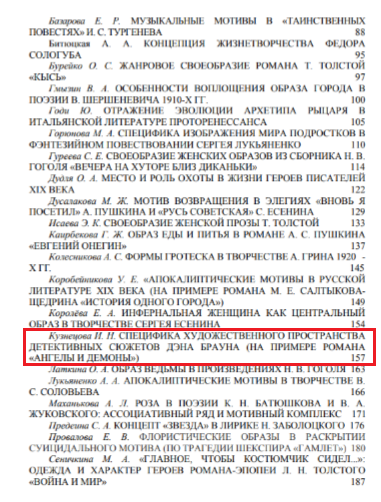 Базарова Е. Р. МУЗЫКАЛЬНЫЕ МОТИВЫ В «ТАИНСТВЕННЫХ
ПОВЕСТЯХ» И. С. ТУРГЕНЕВА 88
Битюцкая А. А. КОНЦЕПЦИЯ ЖИЗНЕТВОРЧЕСТВА ФЕДОРА
СОЛОГУБА 95
Бурейко О. С. ЖАНРОВОЕ СВОЕОБРАЗИЕ РОМАНА Т. ТОЛСТОЙ
«КЫСЬ» 97
Гмызин В. А. ОСОБЕННОСТИ ВОПЛОЩЕНИЯ ОБРАЗА ГОРОДА В
ПОЭЗИИ В. ШЕРШЕНЕВИЧА 1910-Х ГГ. 100
Годи Ю. ОТРАЖЕНИЕ ЭВОЛЮЦИИ АРХЕТИПА РЫЦАРЯ В
ИТАЛЬЯНСКОЙ ЛИТЕРАТУРЕ ПРОТОРЕНЕССАНСА 105
Горюнова М. А. СПЕЦИФИКА ИЗОБРАЖЕНИЯ МИРА ПОДРОСТКОВ В
ФЭНТЕЗИЙНОМ ПОВЕСТВОВАНИИ СЕРГЕЯ ЛУКЬЯНЕНКО 110
Гуреева С. Е. СВОЕОБРАЗИЕ ЖЕНСКИХ ОБРАЗОВ ИЗ СБОРНИКА Н. В.
ГОГОЛЯ «ВЕЧЕРА НА ХУТОРЕ БЛИЗ ДИКАНЬКИ» 114
Дудля О. А. МЕСТО И РОЛЬ ОХОТЫ В ЖИЗНИ ГЕРОЕВ ПИСАТЕЛЕЙ
XIX ВЕКА 122
Дусалакова М. Ж. МОТИВ ВОЗВРАЩЕНИЯ В ЭЛЕГИЯХ «ВНОВЬ Я
ПОСЕТИЛ» А. ПУШКИНА И «РУСЬ СОВЕТСКАЯ» С. ЕСЕНИНА 129
Исаева Э. К. СВОЕОБРАЗИЕ ЖЕНСКОЙ ПРОЗЫ Т. ТОЛСТОЙ 133
Каирбекова Г. Ж. ОБРАЗ ЕДЫ И ПИТЬЯ В РОМАНЕ А. С. ПУШКИНА
«ЕВГЕНИЙ ОНЕГИН» 137
Колесникова А. С. ФОРМЫ ГРОТЕСКА В ТВОРЧЕСТВЕ А. ГРИНА 1920 -
Х ГГ. 145
Коробейникова У. Е. «АПОКАЛИПТИЧЕСКИЕ МОТИВЫ В РУССКОЙ
ЛИТЕРАТУРЕ XIX ВЕКА (НА ПРИМЕРЕ РОМАНА М. Е. САЛТЫКОВА-
ЩЕДРИНА «ИСТОРИЯ ОДНОГО ГОРОДА») 149
Королёва Е. А. ИНФЕРНАЛЬНАЯ ЖЕНЩИНА КАК ЦЕНТРАЛЬНЫЙ
ОБРАЗ В ТВОРЧЕСТВЕ СЕРГЕЯ ЕСЕНИНА 154
Кузнецова Н. Н. СПЕЦИФИКА ХУДОЖЕСТВЕННОГО ПРОСТРАНСТВА
ДЕТЕКТИВНЫХ СЮЖЕТОВ ДЭНА БРАУНА (НА ПРИМЕРЕ РОМАНА
«АНГЕЛЫ И ДЕМОНЫ») 157
Латкина О. А. ОБРАЗ ВЕДЬМЫ В ПРОИЗВЕДЕНИЯХ Н. В. ГОГОЛЯ 163
Лукьяненко А. А. АПОКАЛИПТИЧЕСКИЕ МОТИВЫ В ТВОРЧЕСТВЕ В.
С. СОЛОВЬЕВА 166
Маханькова А. Л. РОЗА В ПОЭЗИИ К. Н. БАТЮШКОВА И В. А.
ЖУКОВСКОГО: АССОЦИАТИВНЫЙ РЯД И МОТИВНЫЙ КОМПЛЕКС 171
Предеина С. А. КОНЦЕПТ «ЗВЕЗДА» В ЛИРИКЕ Н. ЗАБОЛОЦКОГО 176
Провалова Е. В. ФЛОРИСТИЧЕСКИЕ ОБРАЗЫ В РАСКРЫТИИ
СУИЦИДАЛЬНОГО МОТИВА (ПО ТРАГЕДИИ ШЕКСПИРА «ГАМЛЕТ») 180
Сеничкина М. А. «ГЛАВНОЕ, ЧТОБЫ КОСТЮМЧИК СИДЕЛ...»:
ОДЕЖДА И ХАРАКТЕР ГЕРОЕВ РОМАНА-ЭПОПЕИ Л. Н. ТОЛСТОГО
«ВОЙНА И МИР» 187